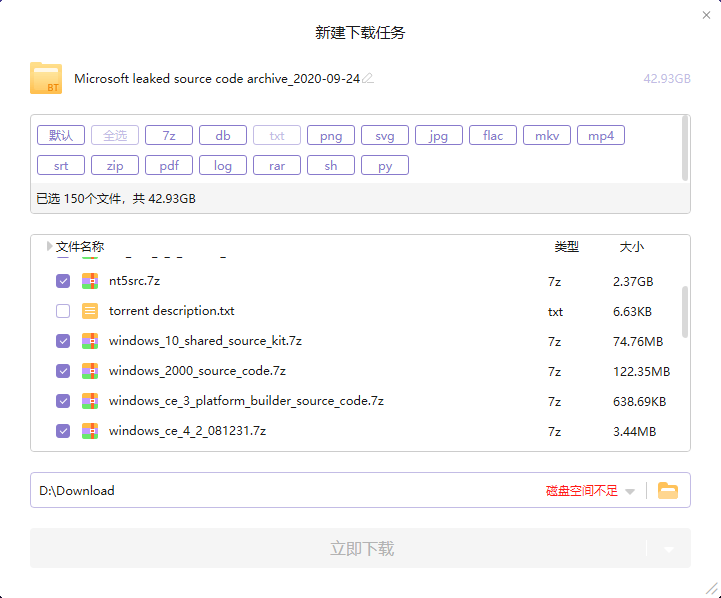 新建下载任务
BT
Microsoft leaked source code archive_2020-09-24
42.93GB
默认 全选 7z db txt png svg jpg flac mkv mp4
srt zip pdf log rar sh py
已选 150个文件，共 42.93GB
文件名称 类型 大小
nt5src.7z 7z 2.37GB
torrent description.txt txt 6.63KB
windows_10_shared_source_kit.7z 7z 74.76MB
windows_2000_source_code.7z 7z 122.35MB
windows_ce_3_platform_builder_source_code.7z 7z 638.69KB
windows_ce_4_2_081231.7z 7z 3.44MB
D:\Download 磁盘空间不足
立即下载